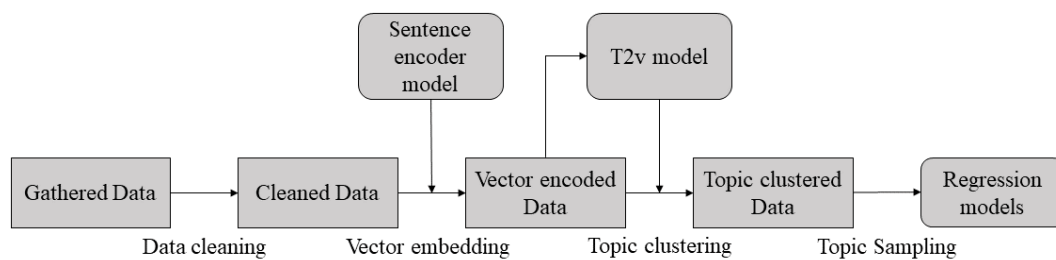 Sentence
encoder
model
T2v model
Gathered Data
Cleaned Data
Vector encoded
Data
Topic clustered
Data
Regression
models
Data cleaning
Vector embedding
Topic clustering
Topic Sampling